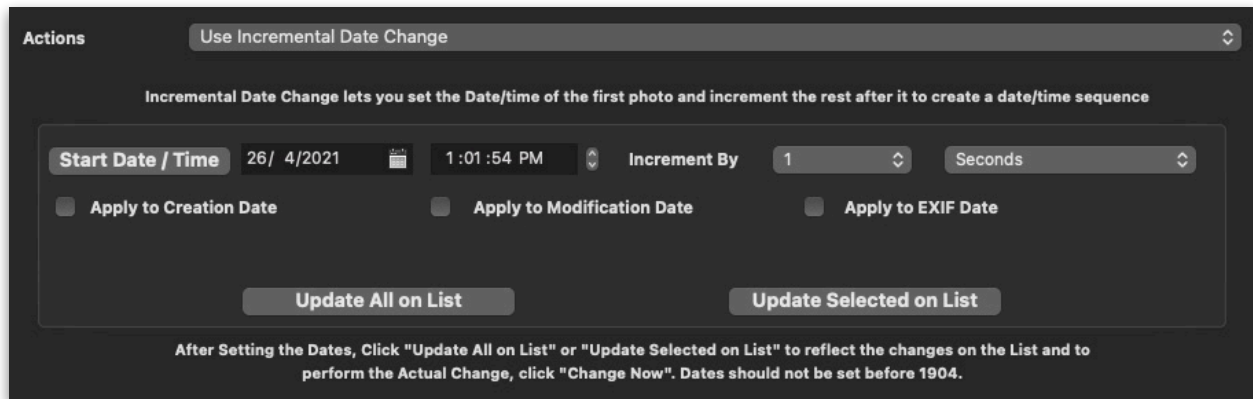 Actions Use Incremental Date Change
Incremental Date Change lets you set the Date/time of the first photo and increment the rest after it to create a date/time sequence
Start Date / Time 26/ 4/2021 1:01:54 PM Increment By 1 Seconds
Apply to Creation Date Apply to Modification Date Apply to EXIF Date
Update All on List Update Selected on List
After Setting the Dates, Click "Update All on List" or "Update Selected on List" to reflect the changes on the List and to
perform the Actual Change, click "Change Now". Dates should not be set before 1904.